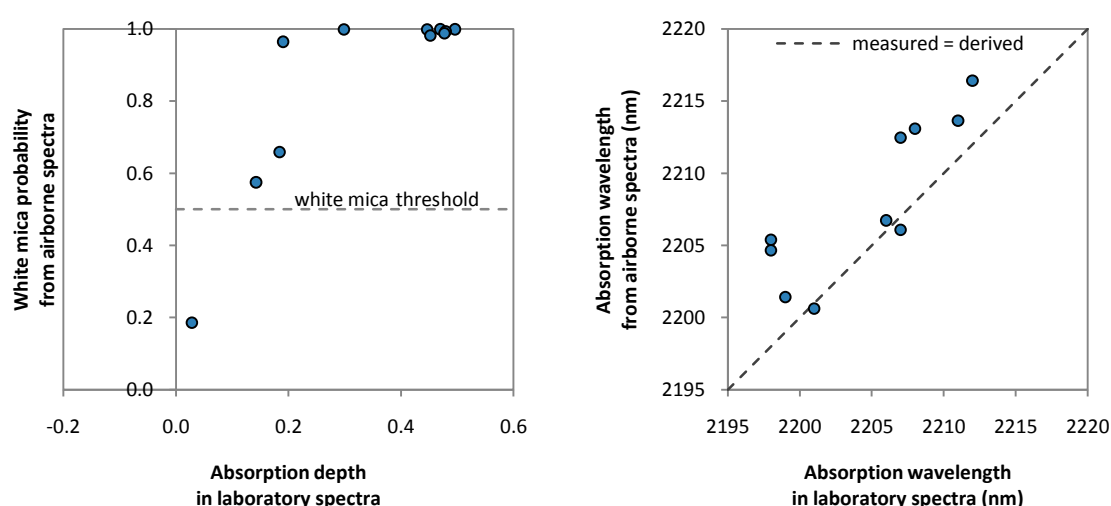 White mica probability
from airborne spectra
1.0
0.8
0.6
0.4
0.2
0.0
white mica threshold
-0.2 0.0 0.2 0.4 0.6
Absorption depth
in laboratory spectra
Absorption wavelength
from airborne spectra (nm)
2220
2215
2210
2205
2200
2195
measured = derived
2195 2200 2205 2210 2215 2220
Absorption wavelength
in laboratory spectra (nm)